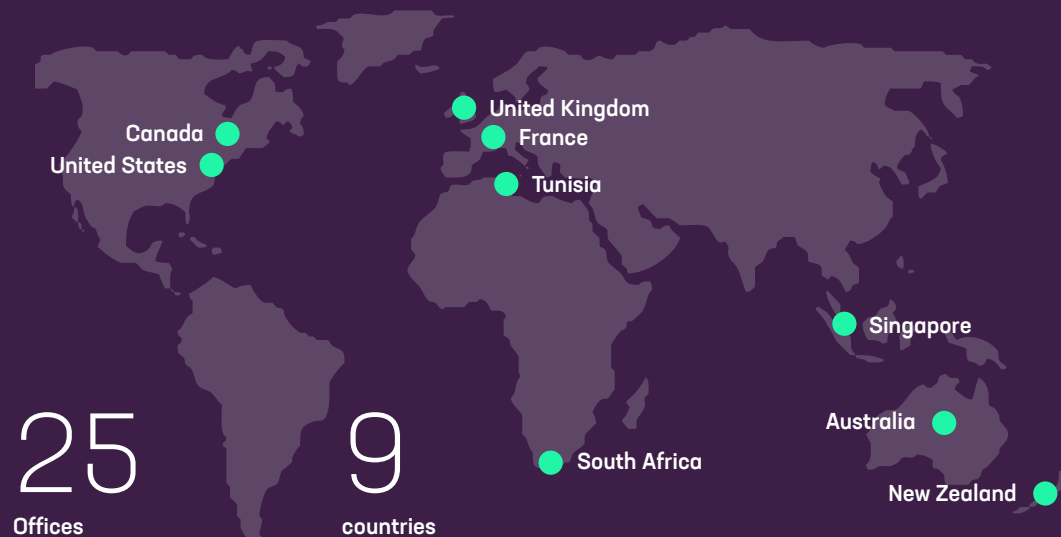 United Kingdom
Canada
France
United States
Tunisia
Singapore
Australia
South Africa
New Zealand
25
Offices
9
countries